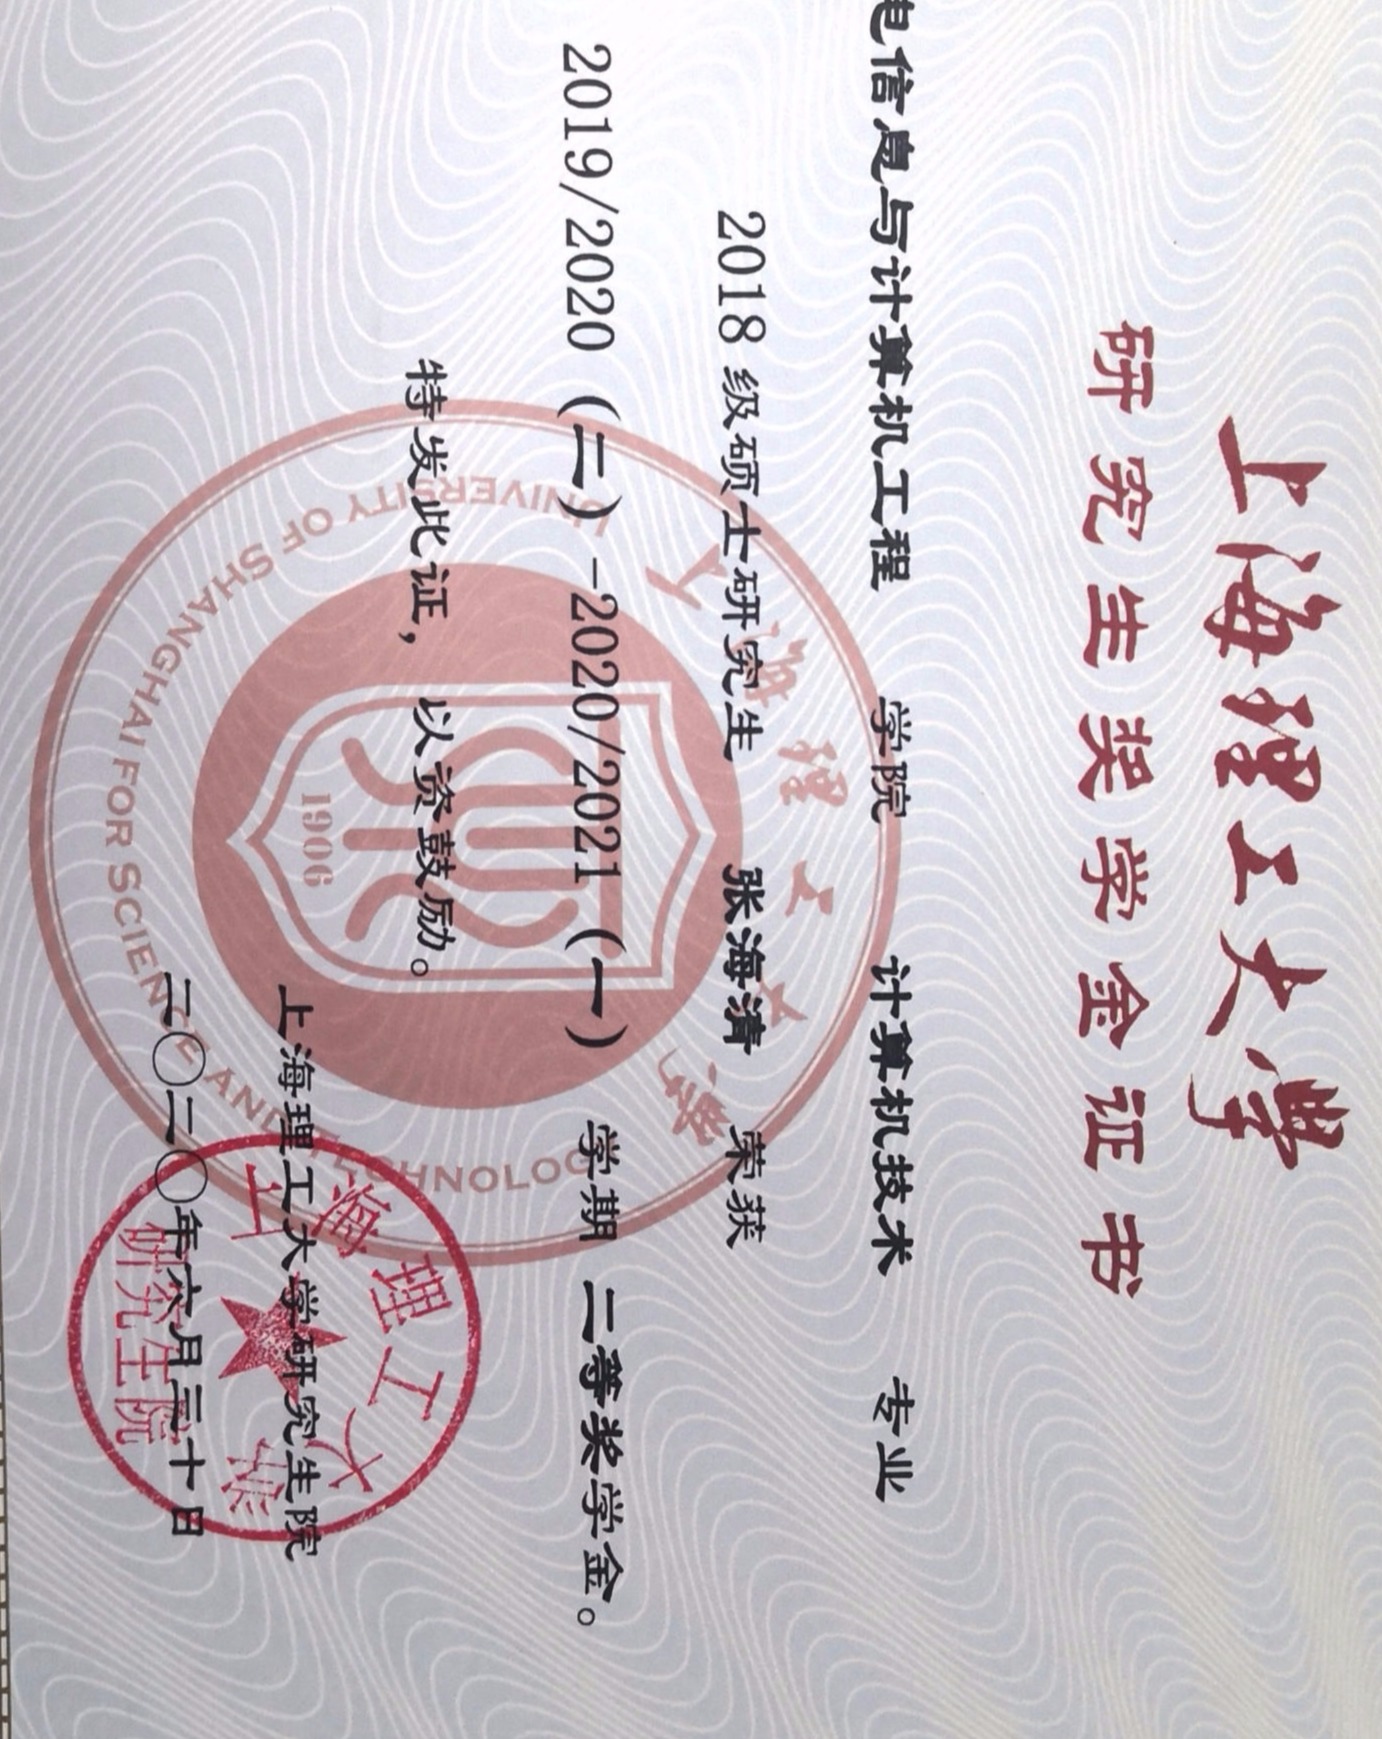 上海理工大学
研究生奖学金证书
电信息与计算机工程 学院 计算机技术 专业
2018 级硕士研究生 张海清 荣获
2019/2020（二）-2020/2021（一） 学期 二等奖学金。
特发此证，以资鼓励。
上海理工大学研究生院
二〇二〇年六月三十日
上海理工大学
UNIVERSITY OF SHANGHAI FOR SCIENCE AND TECHNOLOGY
1906
上海理工大学
研究生院